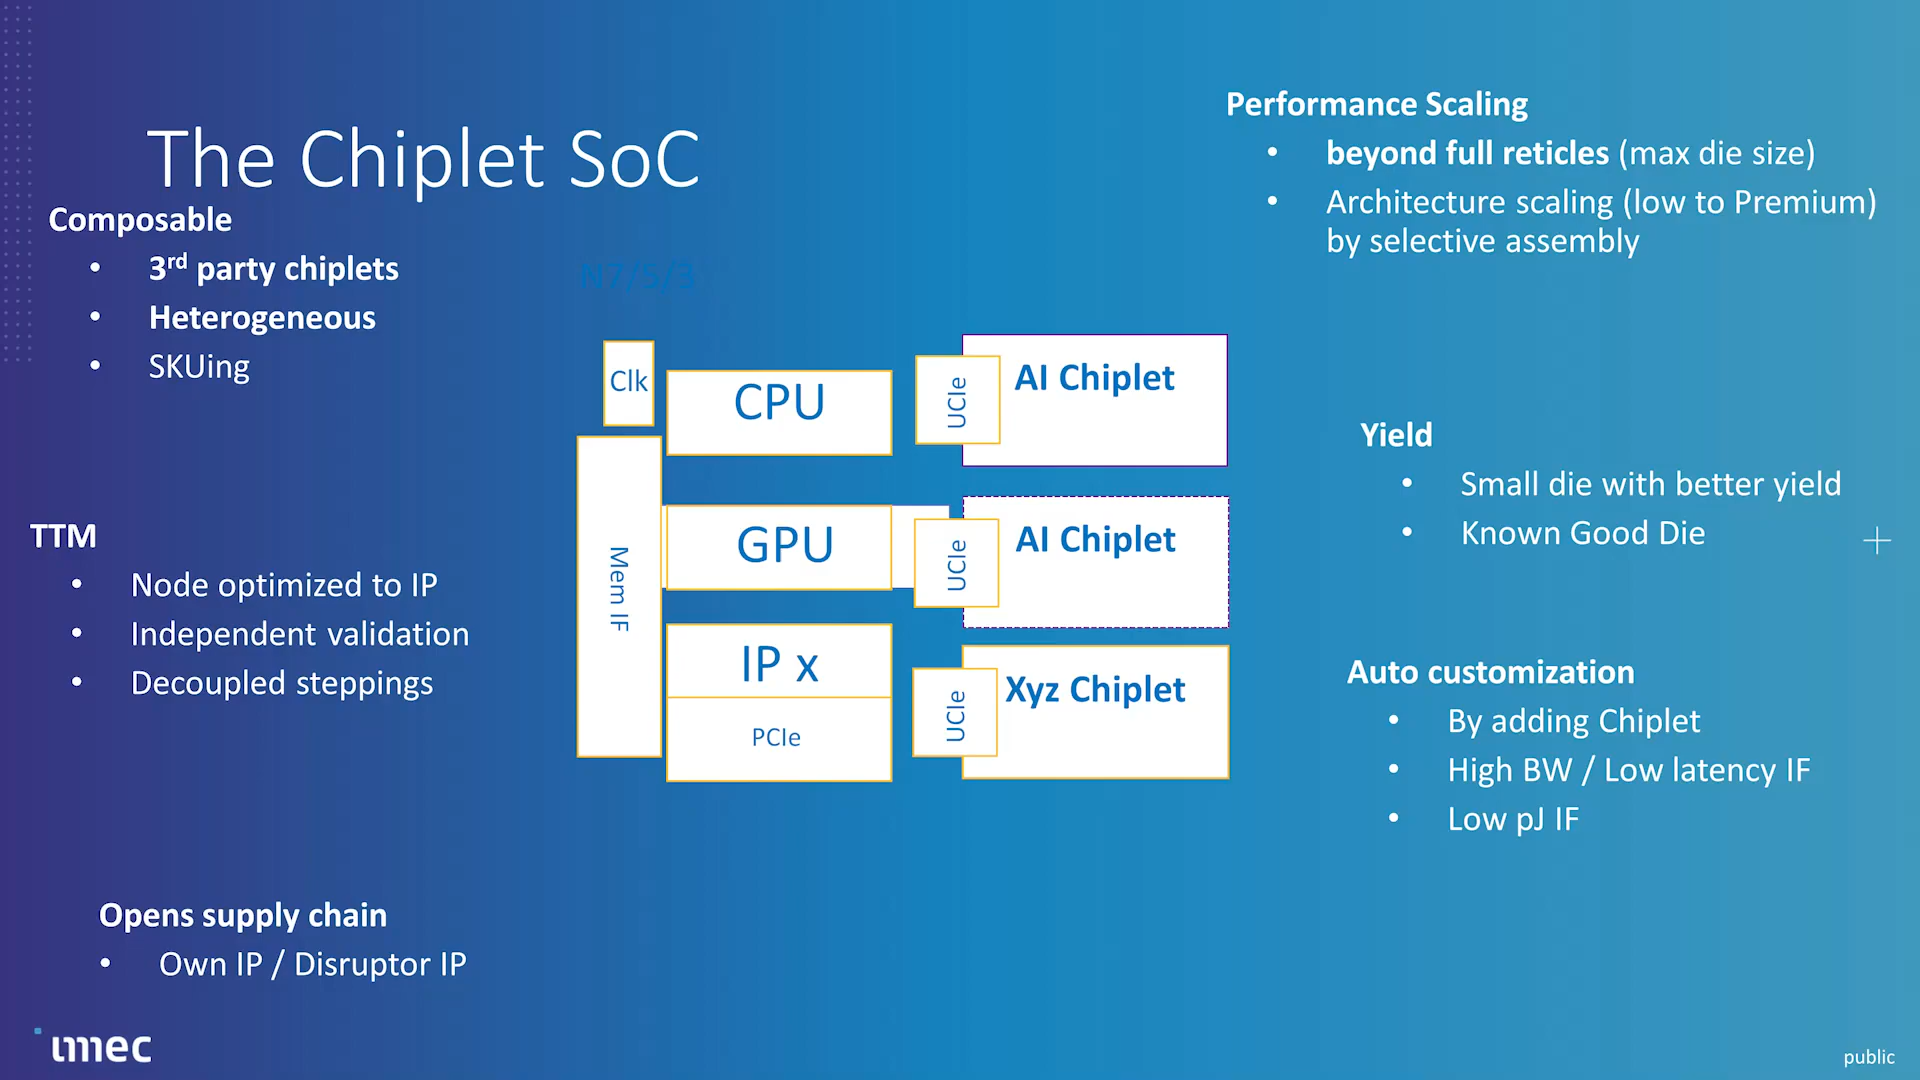 The Chiplet SoC
Composable
• 3rd party chiplets
• Heterogeneous
• SKUing
TTM
• Node optimized to IP
• Independent validation
• Decoupled steppings
Opens supply chain
• Own IP / Disruptor IP
N7/5/3
Clk
CPU
Mem IF
GPU
IP x
PCIe
UCIe
AI Chiplet
UCIe
AI Chiplet
UCIe
Xyz Chiplet
Performance Scaling
• beyond full reticles (max die size)
• Architecture scaling (low to Premium)
by selective assembly
Yield
• Small die with better yield
• Known Good Die
Auto customization
• By adding Chiplet
• High BW / Low latency IF
• Low pJ IF
imec
public